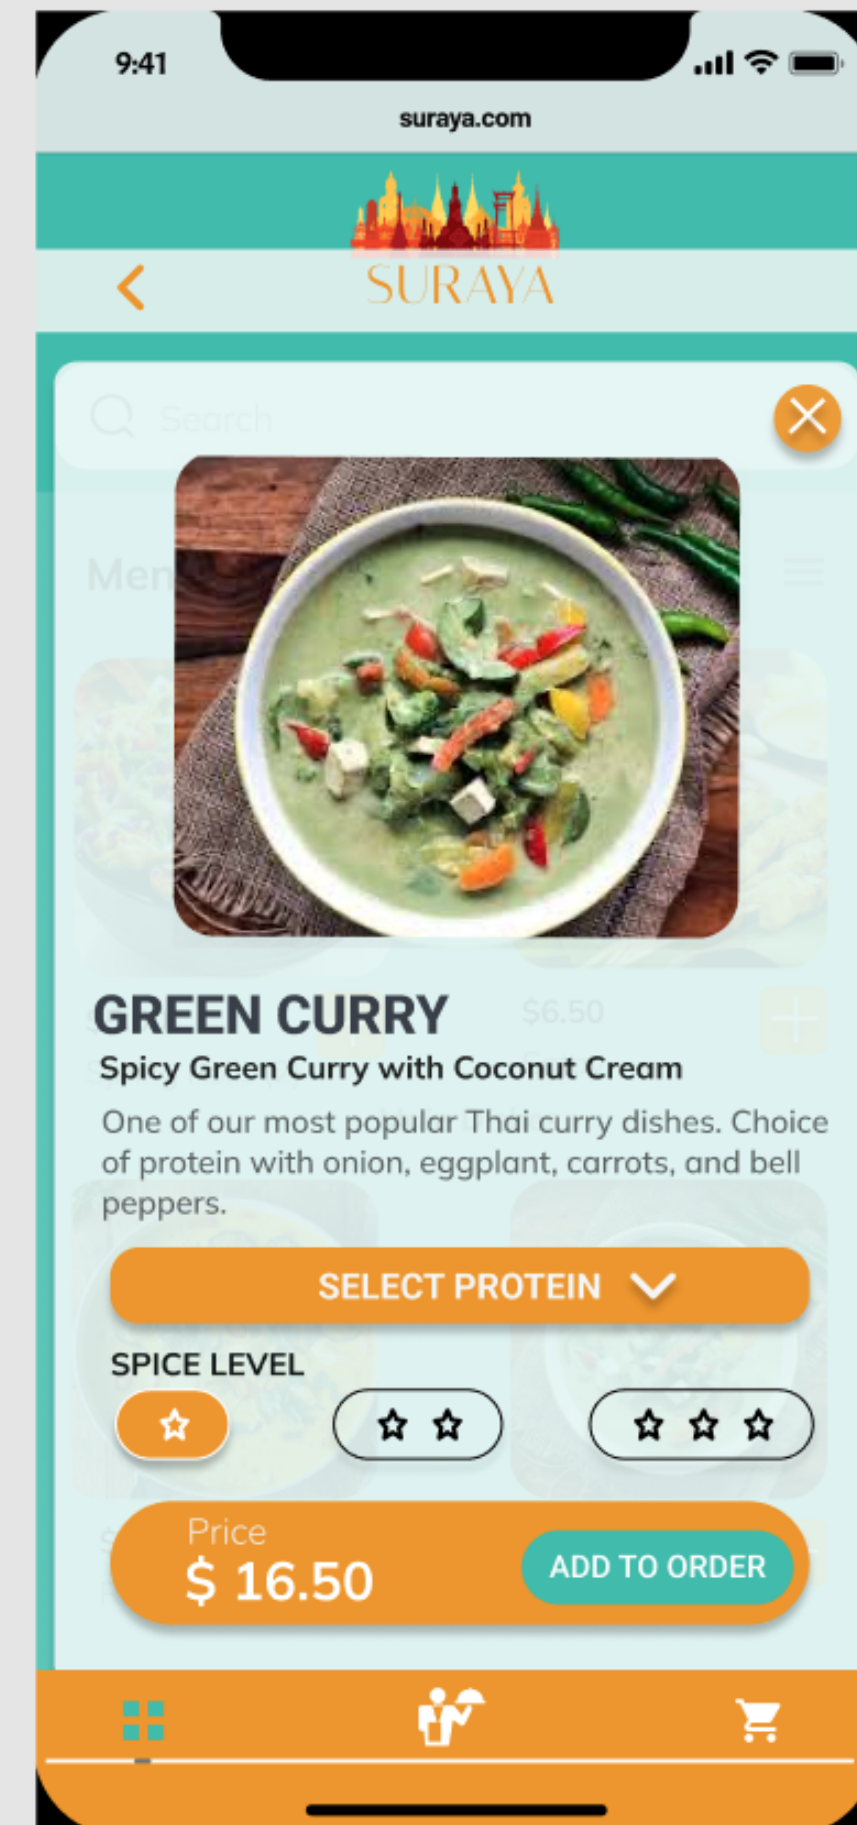 9:41
suraya.com
SURAYA
Search
Men
$6.50
GREEN CURRY
Spicy Green Curry with Coconut Cream
One of our most popular Thai curry dishes. Choice
of protein with onion, eggplant, carrots, and bell
peppers.
SELECT PROTEIN
SPICE LEVEL
Price
$ 16.50
ADD TO ORDER